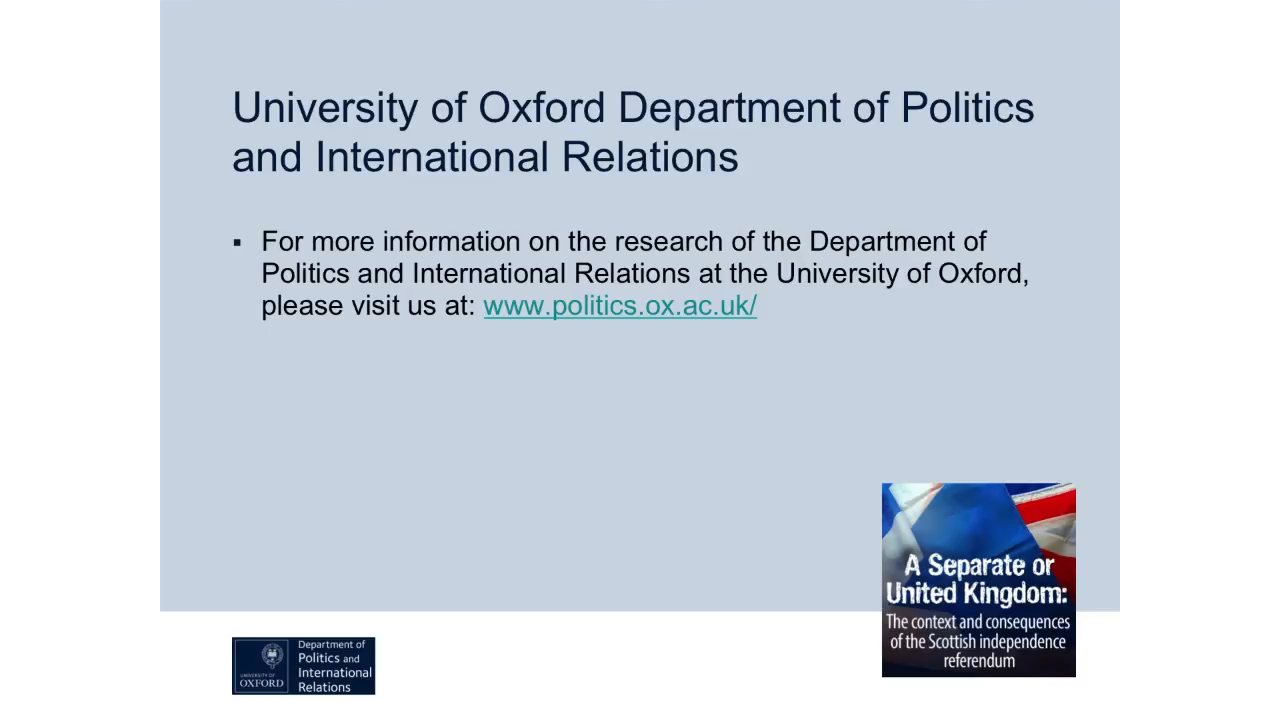 University of Oxford Department of Politics
and International Relations
▪ For more information on the research of the Department of
Politics and International Relations at the University of Oxford,
please visit us at: www.politics.ox.ac.uk/
A Separate or
United Kingdom:
The context and consequences
of the Scottish independence
referendum
UNIVERSITY OF
OXFORD
Department of
Politics and
International
Relations